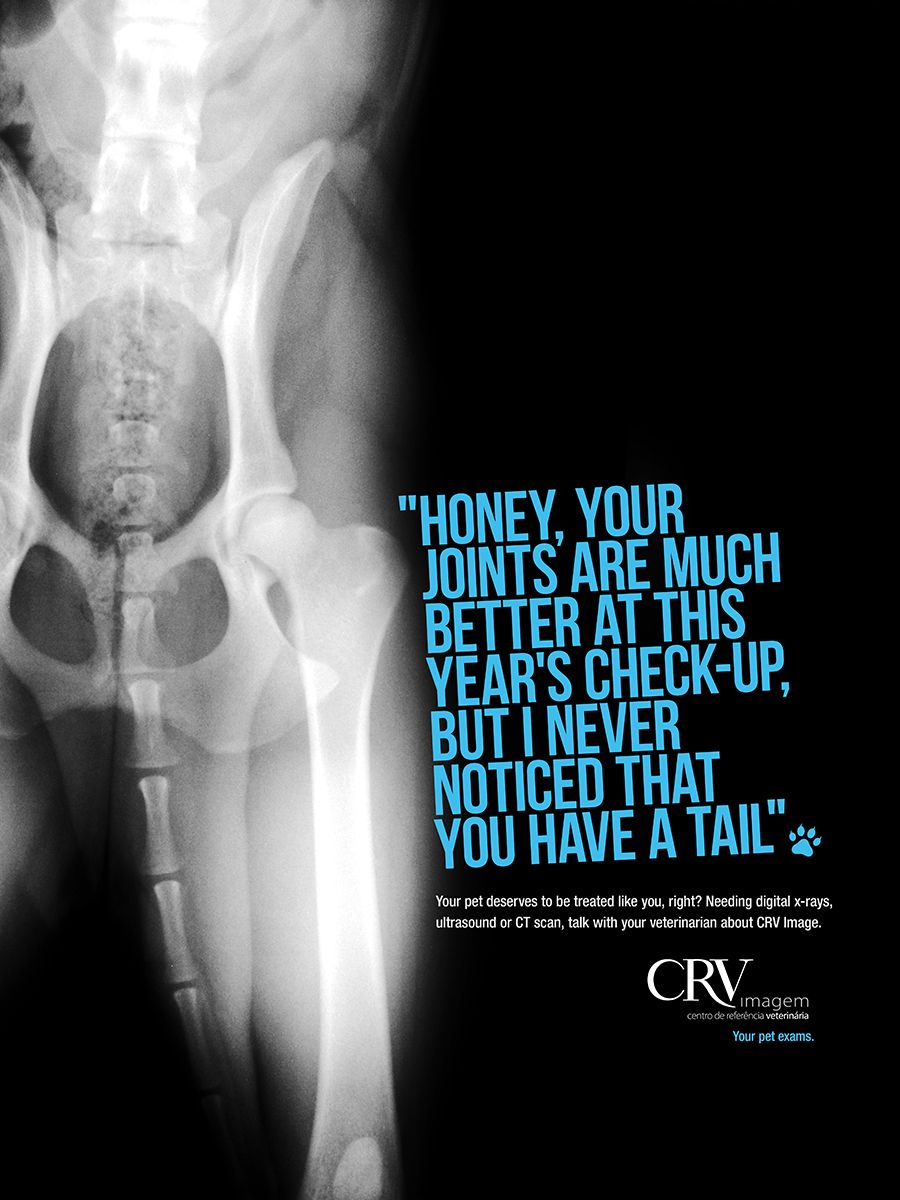 "HONEY, YOUR
JOINTS ARE MUCH
BETTER AT THIS
YEAR'S CHECK-UP,
BUT I NEVER
NOTICED THAT
YOU HAVE A TAIL"
Your pet deserves to be treated like you, right? Needing digital x-rays,
ultrasound or CT scan, talk with your veterinarian about CRV Image.
CRV imagem
centro de referência veterinária
Your pet exams.